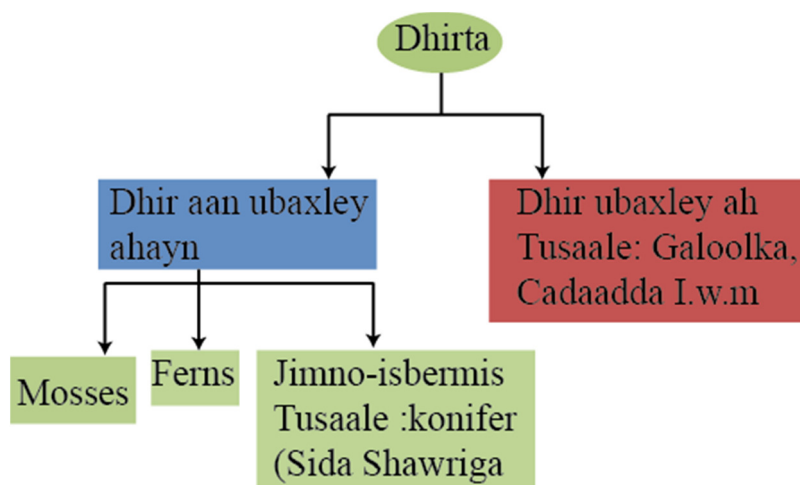 Dhirta
Dhir aan ubaxley
ahayn
Dhir ubaxley ah
Tusaale: Galoolka,
Cadaadda I.w.m
Mosses
Ferns
Jimno-isbermis
Tusaale :konifer
(Sida Shawriga